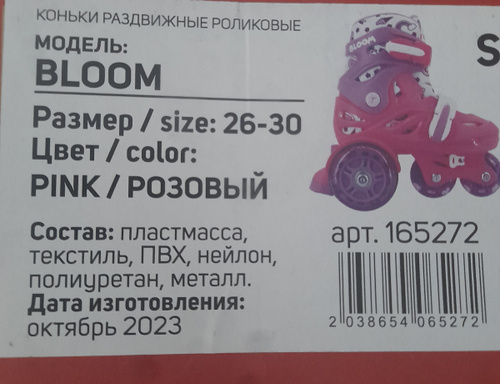 КОНЬКИ РАЗДВИЖНЫЕ РОЛИКОВЫЕ
МОДЕЛЬ:
BLOOM
Размер / size: 26-30
Цвет / color:
PINK / РОЗОВЫЙ
Состав: пластмасса,
текстиль, ПВХ, нейлон,
полиуретан, металл.
Дата изготовления:
октябрь 2023
BLOOM
S
арт. 165272
2 038654 065272